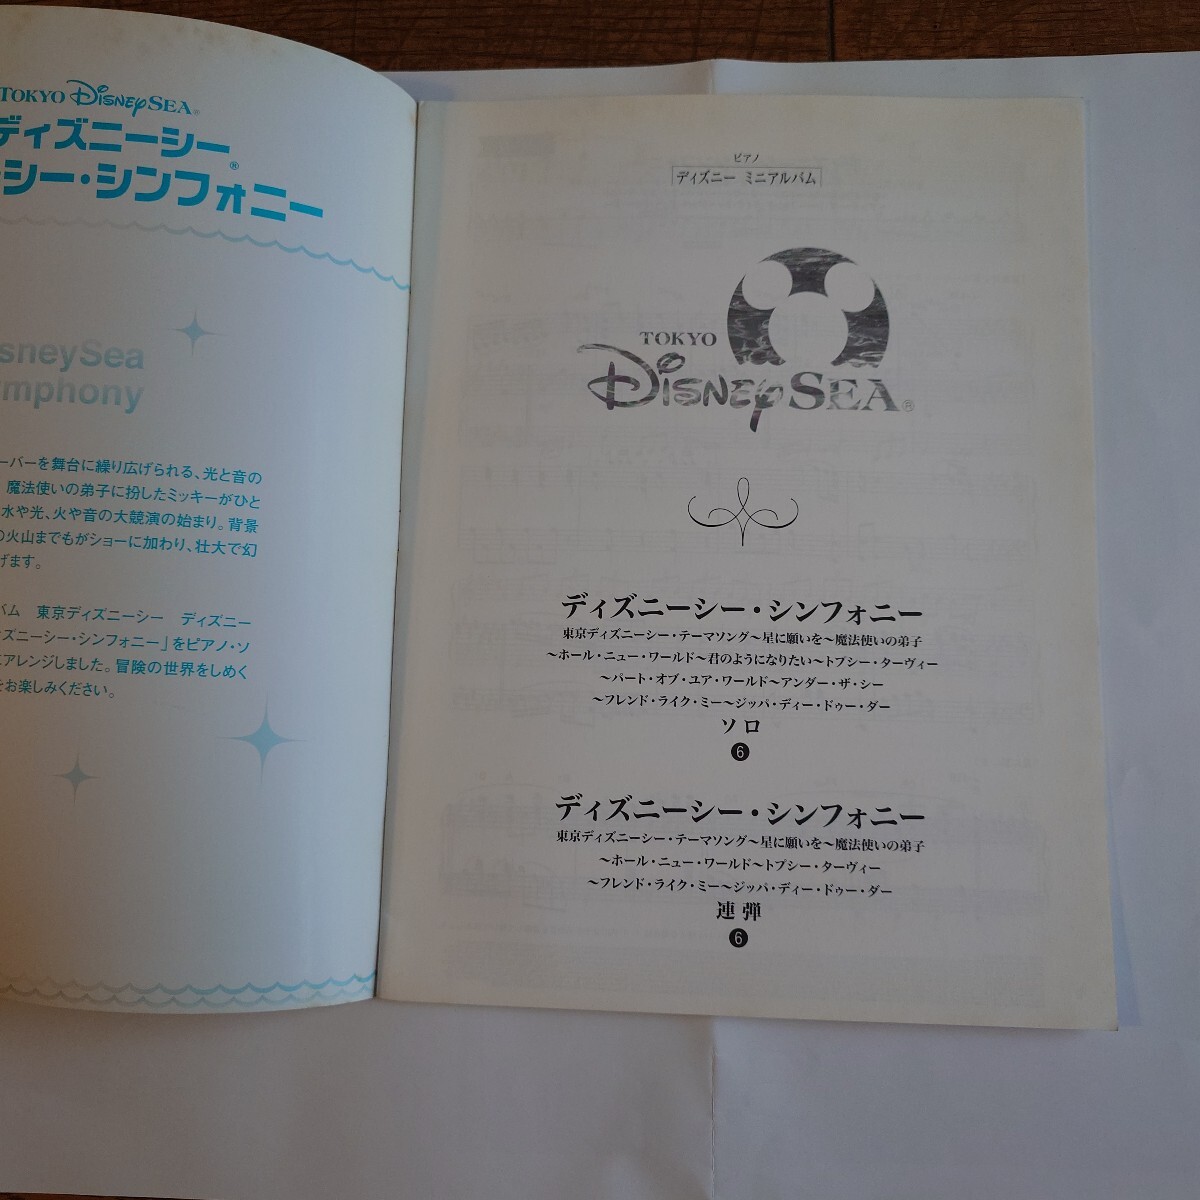 TOKYO DISNEYSEA®
ディズニーシー®
シー・シンフォニー
sneySea
mphony
ーバーを舞台に繰り広げられる、光と音の
魔法使いの弟子に扮したミッキーがひと
水や光、火や音の大競演の始まり。背景
の火山までもがショーに加わり、壮大で幻
げます。
バム 東京ディズニーシー ディズニー
ズニーシー・シンフォニー」をピアノ・ソ
にアレンジしました。冒険の世界をしめく
をお楽しみください。
ピアノ
ディズニー ミニアルバム
TOKYO
DISNEYSEA®
ディズニーシー・シンフォニー
東京ディズニーシー・テーマソング〜星に願いを〜魔法使いの弟子
〜ホール・ニュー・ワールド〜君のようになりたい〜トプシー・ターヴィー
〜パート・オブ・ユア・ワールド〜アンダー・ザ・シー
〜フレンド・ライク・ミー〜ジッパ・ディー・ドゥー・ダー
ソロ
6
ディズニーシー・シンフォニー
東京ディズニーシー・テーマソング〜星に願いを〜魔法使いの弟子
〜ホール・ニュー・ワールド〜トプシー・ターヴィー
〜フレンド・ライク・ミー〜ジッパ・ディー・ドゥー・ダー
連弾
6